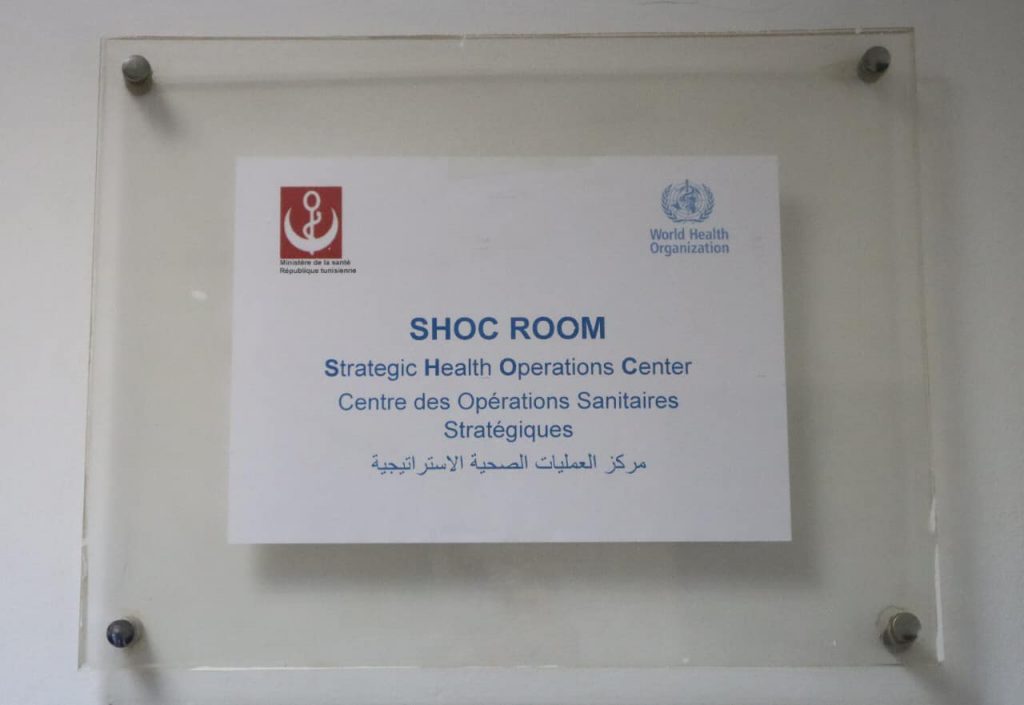 Ministère de la santé
République tunisienne
World Health
Organization
SHOC ROOM
Strategic Health Operations Center
Centre des Opérations Sanitaires
Stratégiques
مركز العمليات الصحية الاستراتيجية